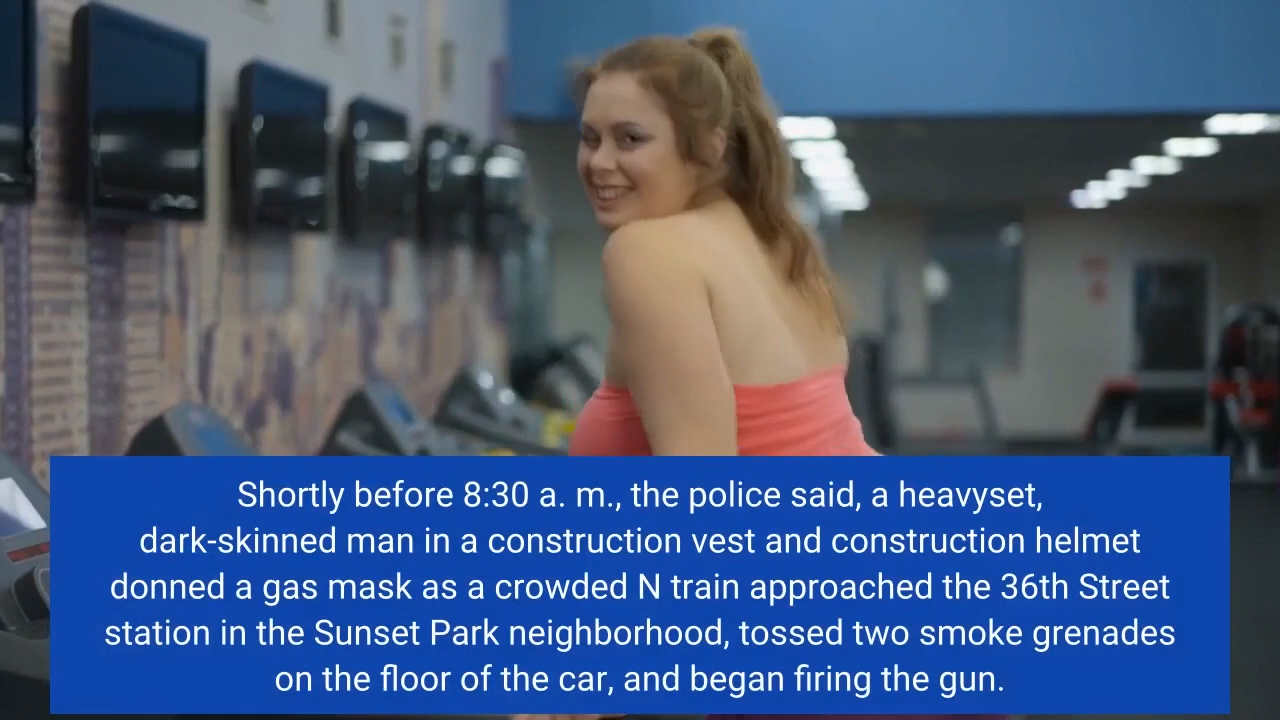 Shortly before 8:30 a. m., the police said, a heavyset,
dark-skinned man in a construction vest and construction helmet
donned a gas mask as a crowded N train approached the 36th Street
station in the Sunset Park neighborhood, tossed two smoke grenades
on the floor of the car, and began firing the gun.